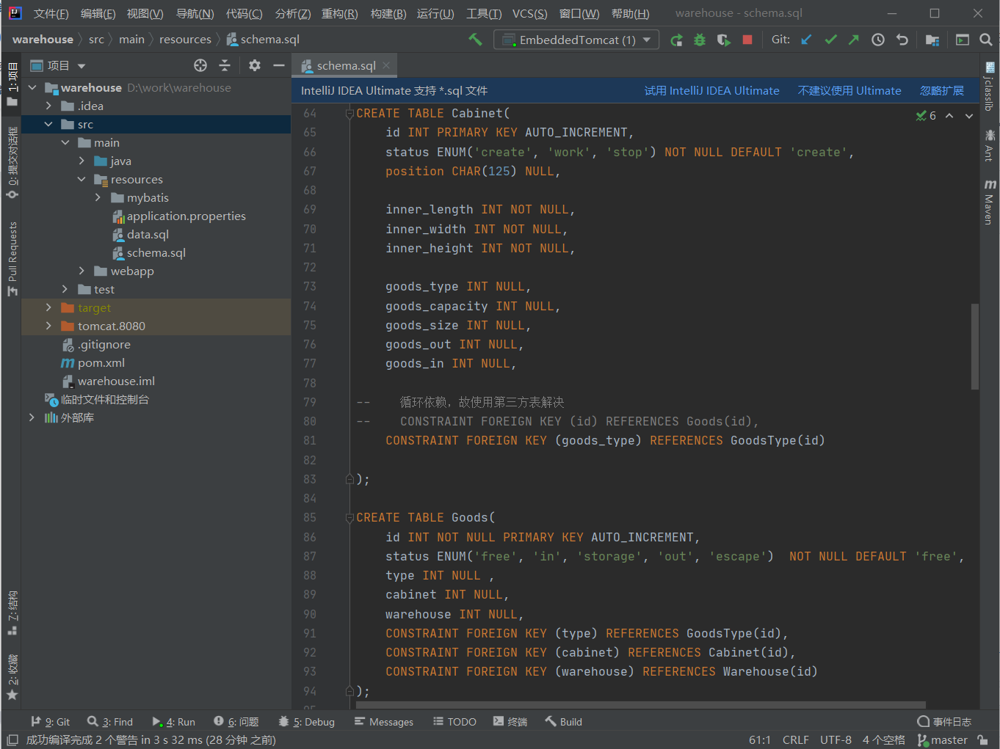 文件(F) 编辑(E) 视图(V) 导航(N) 代码(C) 分析(Z) 重构(R) 构建(B) 运行(U) 工具(T) VCS(S) 窗口(W) 帮助(H) warehouse - schema.sql
warehouse src main resources schema.sql EmbeddedTomcat (1) Git:
1: 项目
0: 提交对话框
Pull Requests
Z: 结构
2: 收藏
项目
warehouse D:\work\warehouse
.idea
src
main
java
resources
mybatis
application.properties
data.sql
schema.sql
webapp
test
target
tomcat.8080
.gitignore
pom.xml
warehouse.iml
临时文件和控制台
外部库
schema.sql
IntelliJ IDEA Ultimate 支持 *.sql 文件 试用 IntelliJ IDEA Ultimate 不建议使用 Ultimate 忽略扩展
6
64 CREATE TABLE Cabinet(
65 id INT PRIMARY KEY AUTO_INCREMENT,
66 status ENUM('create', 'work', 'stop') NOT NULL DEFAULT 'create',
67 position CHAR(125) NULL,
68
69 inner_length INT NOT NULL,
70 inner_width INT NOT NULL,
71 inner_height INT NOT NULL,
72
73 goods_type INT NULL,
74 goods_capacity INT NULL,
75 goods_size INT NULL,
76 goods_out INT NULL,
77 goods_in INT NULL,
78
79 -- 循环依赖，故使用第三方表解决
80 -- CONSTRAINT FOREIGN KEY (id) REFERENCES Goods(id),
81 CONSTRAINT FOREIGN KEY (goods_type) REFERENCES GoodsType(id)
82
83 );
84
85 CREATE TABLE Goods(
86 id INT NOT NULL PRIMARY KEY AUTO_INCREMENT,
87 status ENUM('free', 'in', 'storage', 'out', 'escape') NOT NULL DEFAULT 'free',
88 type INT NULL ,
89 cabinet INT NULL,
90 warehouse INT NULL,
91 CONSTRAINT FOREIGN KEY (type) REFERENCES GoodsType(id),
92 CONSTRAINT FOREIGN KEY (cabinet) REFERENCES Cabinet(id),
93 CONSTRAINT FOREIGN KEY (warehouse) REFERENCES Warehouse(id)
94 );
jclasslib
Ant
Maven
9: Git 3: Find 4: Run 6: 问题 5: Debug Messages TODO 终端 Build 事件日志
成功编译完成 2 个警告 in 3 s 32 ms (28 分钟 之前) 61:1 CRLF UTF-8 4 个空格 master